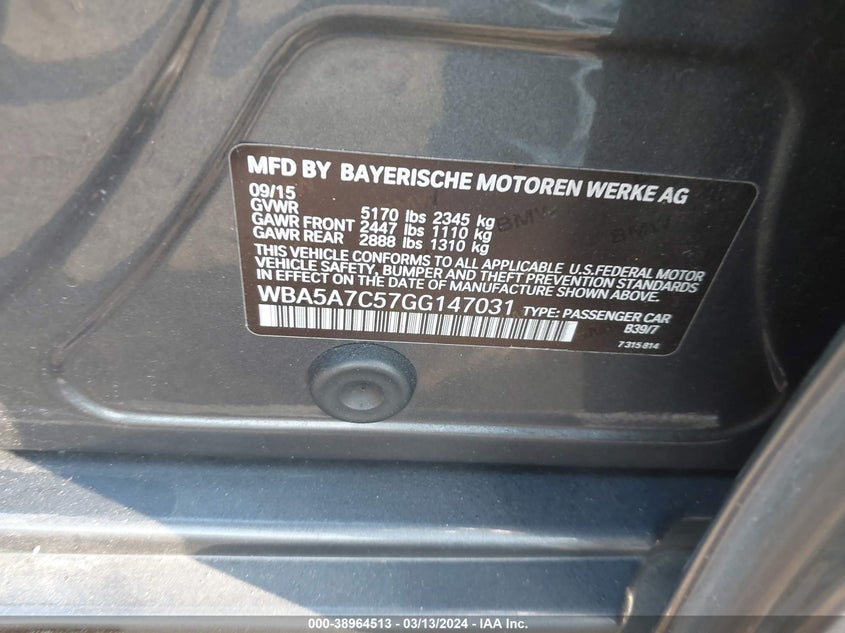 MFD BY BAYERISCHE MOTOREN WERKE AG
09/15
GVWR 5170 lbs 2345 kg
GAWR FRONT 2447 lbs 1110 kg
GAWR REAR 2888 lbs 1310 kg
THIS VEHICLE CONFORMS TO ALL APPLICABLE U.S.FEDERAL MOTOR
VEHICLE SAFETY, BUMPER AND THEFT PREVENTION STANDARDS
IN EFFECT ON THE DATE OF MANUFACTURE SHOWN ABOVE.
WBA5A7C57GG147031 TYPE: PASSENGER CAR
B39/7
7315814
BMW
BMW
000-38964513 - 03/13/2024 - IAA Inc.